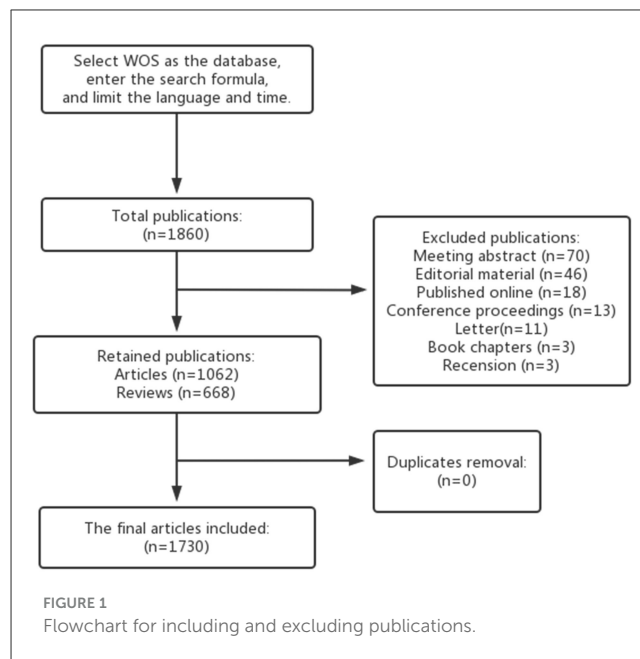 Select WOS as the database,
enter the search formula,
and limit the language and time.
Total publications:
(n=1860)
Excluded publications:
Meeting abstract (n=70)
Editorial material (n=46)
Published online (n=18)
Conference proceedings (n=13)
Letter(n=11)
Book chapters (n=3)
Recension (n=3)
Retained publications:
Articles (n=1062)
Reviews (n=668)
Duplicates removal:
(n=0)
The final articles included:
(n=1730)
FIGURE 1
Flowchart for including and excluding publications.